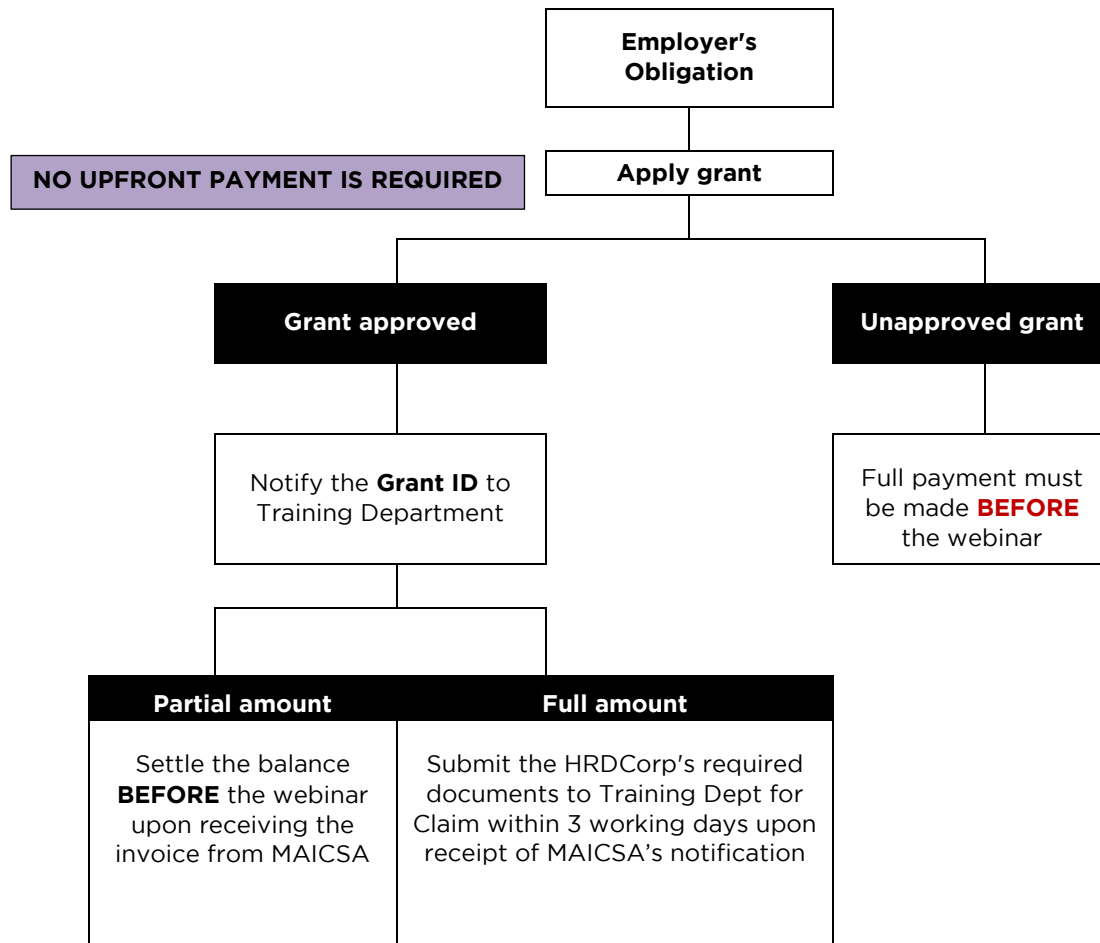 Employer's
Obligation
NO UPFRONT PAYMENT IS REQUIRED
Apply grant
Grant approved
Unapproved grant
Notify the Grant ID to
Training Department
Full payment must
be made BEFORE
the webinar
Partial amount
Full amount
Settle the balance
BEFORE the webinar
upon receiving the
invoice from MAICSA
Submit the HRDCorp's required
documents to Training Dept for
Claim within 3 working days upon
receipt of MAICSA’s notification